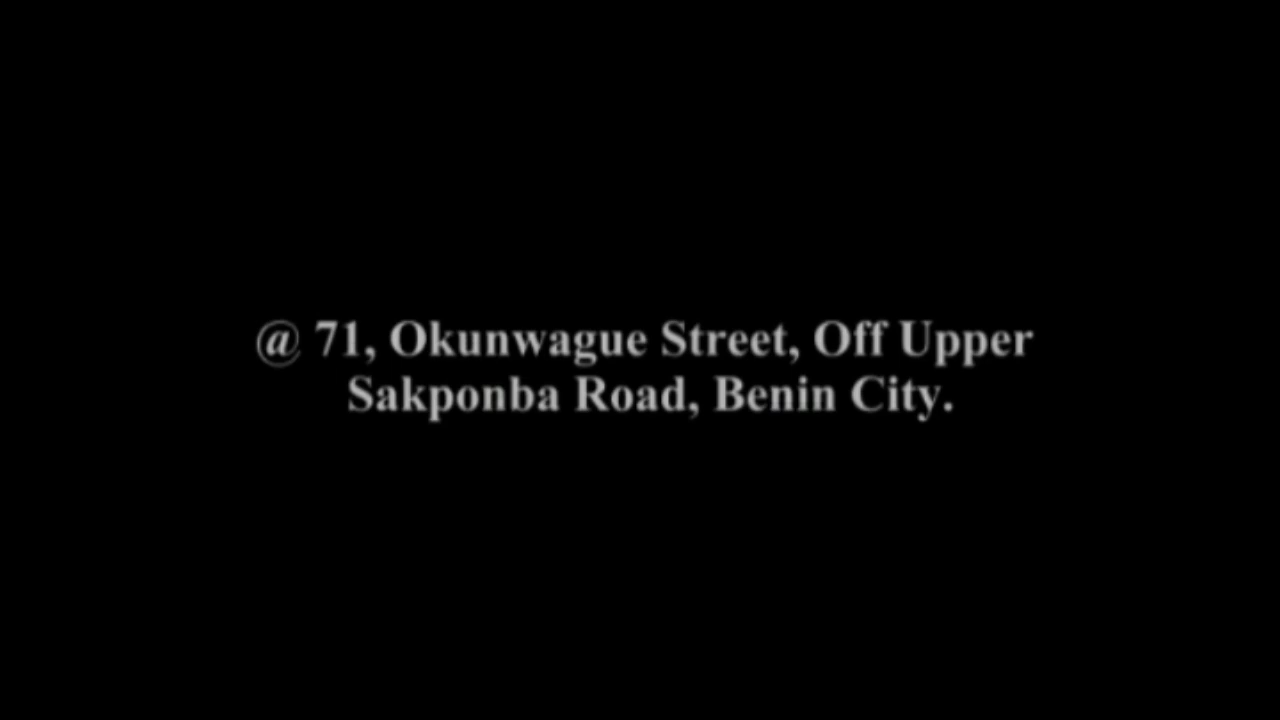 @ 71, Okunwague Street, Off Upper
Sakponba Road, Benin City.